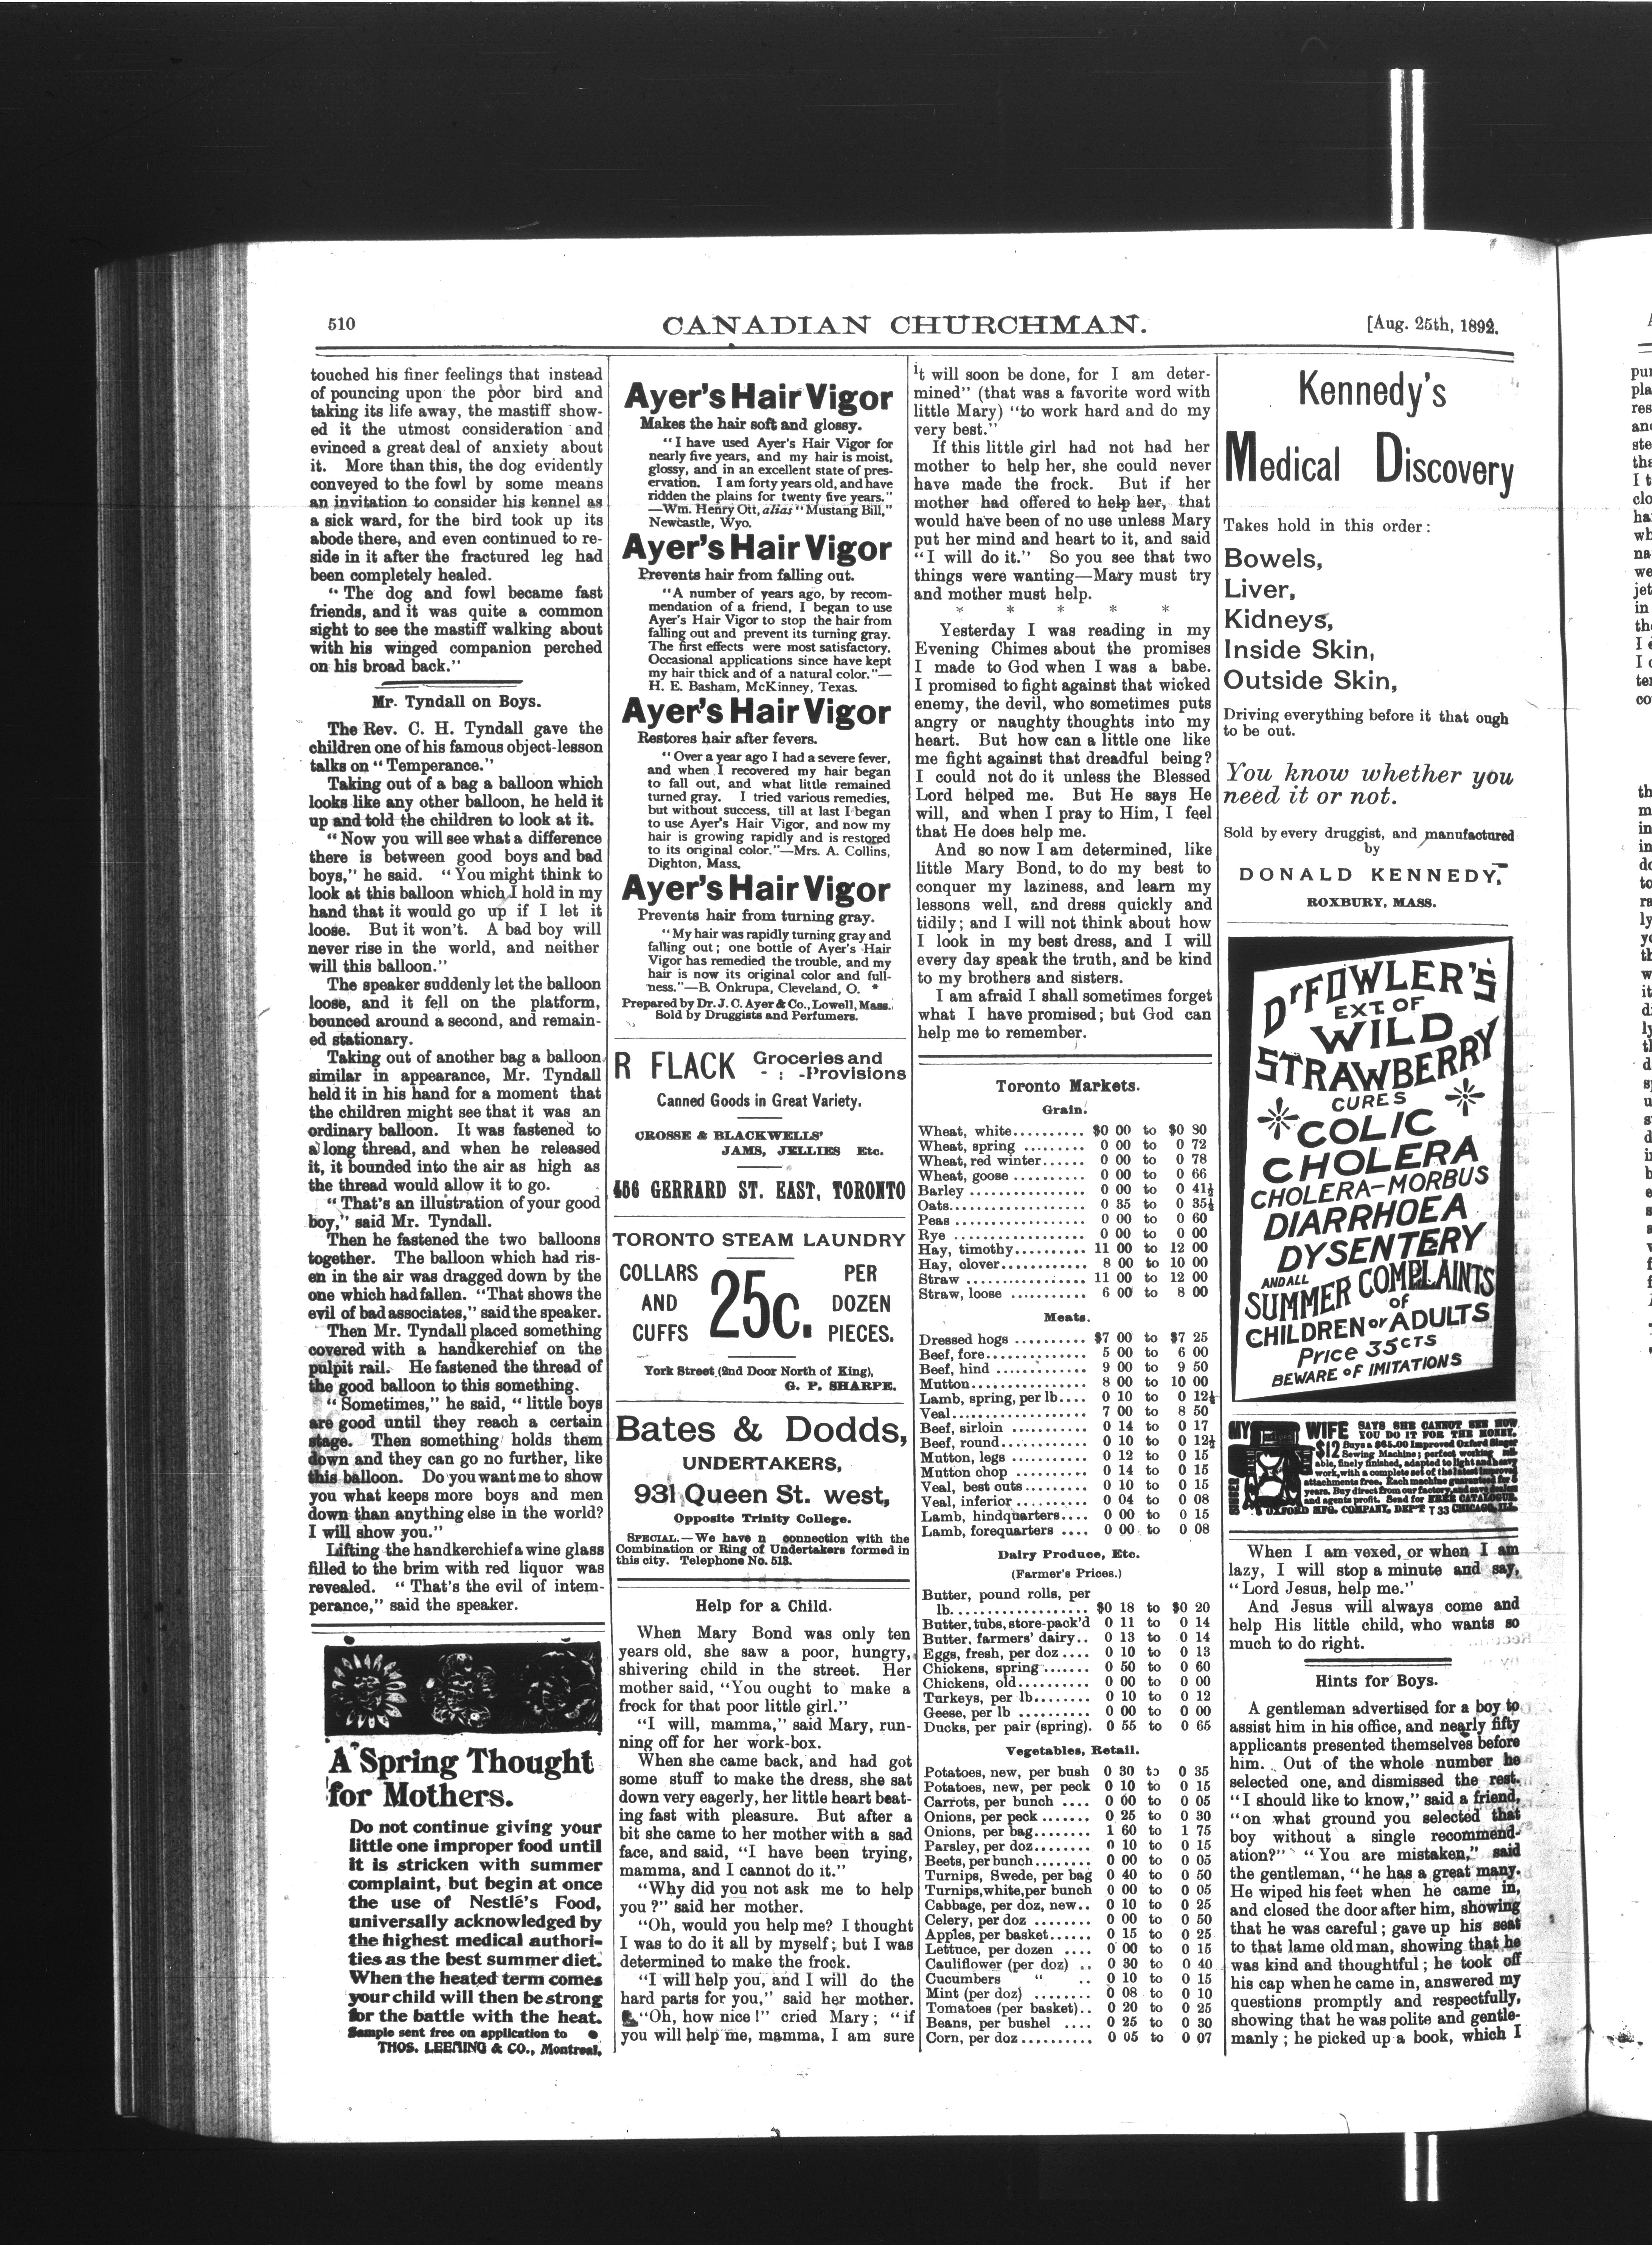 510
CANADIAN CHURCHMAN.
[Aug. 25th, 1892.
touched his finer feelings that instead
of pouncing upon the poor bird and
taking its life away, the mastiff show-
ed it the utmost consideration and
evinced a great deal of anxiety about
it. More than this, the dog evidently
conveyed to the fowl by some means
an invitation to consider his kennel as
a sick ward, for the bird took up its
abode there, and even continued to re-
side in it after the fractured leg had
been completely healed.
"The dog and fowl became fast
friends, and it was quite a common
sight to see the mastiff walking about
with his winged companion perched
on his broad back."
Mr. Tyndall on Boys.
The Rev. C. H. Tyndall gave the
children one of his famous object-lesson
talks on "Temperance."
Taking out of a bag a balloon which
looks like any other balloon, he held it
up and told the children to look at it.
"Now you will see what a difference
there is between good boys and bad
boys," he said. "You might think to
look at this balloon which I hold in my
hand that it would go up if I let it
loose. But it won't. A bad boy will
never rise in the world, and neither
will this balloon."
The speaker suddenly let the balloon
loose, and it fell on the platform,
bounced around a second, and remain-
ed stationary.
Taking out of another bag a balloon
similar in appearance, Mr. Tyndall
held it in his hand for a moment that
the children might see that it was an
ordinary balloon. It was fastened to
a long thread, and when he released
it, it bounded into the air as high as
the thread would allow it to go.
"That's an illustration of your good
boy," said Mr. Tyndall.
Then he fastened the two balloons
together. The balloon which had ris-
en in the air was dragged down by the
one which had fallen. "That shows the
evil of bad associates," said the speaker.
Then Mr. Tyndall placed something
covered with a handkerchief on the
pulpit rail. He fastened the thread of
the good balloon to this something.
"Sometimes," he said, "little boys
are good until they reach a certain
stage. Then something holds them
down and they can go no further, like
this balloon. Do you want me to show
you what keeps more boys and men
down than anything else in the world?
I will show you."
Lifting the handkerchief a wine glass
filled to the brim with red liquor was
revealed. "That's the evil of intem-
perance," said the speaker.
A Spring Thought
for Mothers.
Do not continue giving your
little one improper food until
it is stricken with summer
complaint, but begin at once
the use of Nestlé's Food,
universally acknowledged by
the highest medical authori-
ties as the best summer diet.
When the heated term comes
your child will then be strong
for the battle with the heat.
Sample sent free on application to
THOS. LEEMING & CO., Montreal.
Ayer's Hair Vigor
Makes the hair soft and glossy.
"I have used Ayer's Hair Vigor for
nearly five years, and my hair is moist,
glossy, and in an excellent state of pres-
ervation. I am forty years old, and have
ridden the plains for twenty five years."
—Wm. Henry Ott, alias "Mustang Bill,"
Newcastle, Wyo.
Ayer's Hair Vigor
Prevents hair from falling out.
"A number of years ago, by recom-
mendation of a friend, I began to use
Ayer's Hair Vigor to stop the hair from
falling out and prevent its turning gray.
The first effects were most satisfactory.
Occasional applications since have kept
my hair thick and of a natural color."—
H. E. Basham, McKinney, Texas.
Ayer's Hair Vigor
Restores hair after fevers.
"Over a year ago I had a severe fever,
and when I recovered my hair began
to fall out, and what little remained
turned gray. I tried various remedies,
but without success, till at last I began
to use Ayer's Hair Vigor, and now my
hair is growing rapidly and is restored
to its original color."—Mrs. A. Collins,
Dighton, Mass.
Ayer's Hair Vigor
Prevents hair from turning gray.
"My hair was rapidly turning gray and
falling out; one bottle of Ayer's Hair
Vigor has remedied the trouble, and my
hair is now its original color and full-
ness."—B. Onkrupa, Cleveland, O. *
Prepared by Dr. J. C. Ayer & Co., Lowell, Mass.
Sold by Druggists and Perfumers.
R FLACK Groceries and
- : -Provisions
Canned Goods in Great Variety.
CROSSE & BLACKWELLS'
JAMS, JELLIES Etc.
456 GERRARD ST. EAST, TORONTO
TORONTO STEAM LAUNDRY
COLLARS
AND
CUFFS
25c.
PER
DOZEN
PIECES.
York Street (2nd Door North of King),
G. P. SHARPE.
Bates & Dodds,
UNDERTAKERS,
931 Queen St. west,
Opposite Trinity College.
SPECIAL.—We have n connection with the
Combination or Ring of Undertakers formed in
this city. Telephone No. 513.
Help for a Child.
When Mary Bond was only ten
years old, she saw a poor, hungry,
shivering child in the street. Her
mother said, "You ought to make a
frock for that poor little girl."
"I will, mamma," said Mary, run-
ning off for her work-box.
When she came back, and had got
some stuff to make the dress, she sat
down very eagerly, her little heart beat-
ing fast with pleasure. But after a
bit she came to her mother with a sad
face, and said, "I have been trying,
mamma, and I cannot do it."
"Why did you not ask me to help
you?" said her mother.
"Oh, would you help me? I thought
I was to do it all by myself; but I was
determined to make the frock.
"I will help you, and I will do the
hard parts for you," said her mother.
"Oh, how nice!" cried Mary; "if
you will help me, mamma, I am sure
it will soon be done, for I am deter-
mined" (that was a favorite word with
little Mary) "to work hard and do my
very best."
If this little girl had not had her
mother to help her, she could never
have made the frock. But if her
mother had offered to help her, that
would have been of no use unless Mary
put her mind and heart to it, and said
"I will do it." So you see that two
things were wanting—Mary must try
and mother must help.
* * * * *
Yesterday I was reading in my
Evening Chimes about the promises
I made to God when I was a babe.
I promised to fight against that wicked
enemy, the devil, who sometimes puts
angry or naughty thoughts into my
heart. But how can a little one like
me fight against that dreadful being?
I could not do it unless the Blessed
Lord helped me. But He says He
will, and when I pray to Him, I feel
that He does help me.
And so now I am determined, like
little Mary Bond, to do my best to
conquer my laziness, and learn my
lessons well, and dress quickly and
tidily; and I will not think about how
I look in my best dress, and I will
every day speak the truth, and be kind
to my brothers and sisters.
I am afraid I shall sometimes forget
what I have promised; but God can
help me to remember.
Toronto Markets.
Grain.
Wheat, white.......... $0 00 to $0 80
Wheat, spring ......... 0 00 to 0 72
Wheat, red winter...... 0 00 to 0 78
Wheat, goose .......... 0 00 to 0 66
Barley ................ 0 00 to 0 41½
Oats................... 0 35 to 0 35½
Peas .................. 0 00 to 0 60
Rye ................... 0 00 to 0 00
Hay, timothy.......... 11 00 to 12 00
Hay, clover............ 8 00 to 10 00
Straw ................. 11 00 to 12 00
Straw, loose ........... 6 00 to 8 00
Meats.
Dressed hogs .......... $7 00 to $7 25
Beef, fore.............. 5 00 to 6 00
Beef, hind ............. 9 00 to 9 50
Mutton................ 8 00 to 10 00
Lamb, spring, per lb.... 0 10 to 0 12½
Veal................... 7 00 to 8 50
Beef, sirloin ........... 0 14 to 0 17
Beef, round............ 0 10 to 0 12½
Mutton, legs ........... 0 12 to 0 15
Mutton chop ........... 0 14 to 0 15
Veal, best cuts......... 0 10 to 0 15
Veal, inferior .......... 0 04 to 0 08
Lamb, hindquarters.... 0 00 to 0 15
Lamb, forequarters .... 0 00 to 0 08
Dairy Produce, Etc.
(Farmer's Prices.)
Butter, pound rolls, per
lb................... $0 18 to $0 20
Butter, tubs, store-pack'd 0 11 to 0 14
Butter, farmers' dairy.. 0 13 to 0 14
Eggs, fresh, per doz.... 0 10 to 0 13
Chickens, spring ....... 0 50 to 0 60
Chickens, old.......... 0 00 to 0 00
Turkeys, per lb........ 0 10 to 0 12
Geese, per lb .......... 0 00 to 0 00
Ducks, per pair (spring). 0 55 to 0 65
Vegetables, Retail.
Potatoes, new, per bush 0 30 to 0 35
Potatoes, new, per peck 0 10 to 0 15
Carrots, per bunch .... 0 00 to 0 05
Onions, per peck ....... 0 25 to 0 30
Onions, per bag........ 1 60 to 1 75
Parsley, per doz........ 0 10 to 0 15
Beets, per bunch........ 0 00 to 0 05
Turnips, Swede, per bag 0 40 to 0 50
Turnips, white, per bunch 0 00 to 0 05
Cabbage, per doz, new.. 0 10 to 0 25
Celery, per doz ........ 0 00 to 0 50
Apples, per basket...... 0 15 to 0 25
Lettuce, per dozen .... 0 00 to 0 15
Cauliflower (per doz) .. 0 30 to 0 40
Cucumbers " .. 0 10 to 0 15
Mint (per doz) ........ 0 08 to 0 10
Tomatoes (per basket).. 0 20 to 0 25
Beans, per bushel .... 0 25 to 0 30
Corn, per doz.......... 0 05 to 0 07
Kennedy's
Medical Discovery
Takes hold in this order:
Bowels,
Liver,
Kidneys,
Inside Skin,
Outside Skin,
Driving everything before it that ough
to be out.
You know whether you
need it or not.
Sold by every druggist, and manufactured
by
DONALD KENNEDY,
ROXBURY, MASS.
Dr FOWLER'S
EXT. OF
WILD
STRAWBERRY
CURES
COLIC
CHOLERA
CHOLERA-MORBUS
DIARRHOEA
DYSENTERY
AND ALL
SUMMER COMPLAINTS
OF
CHILDREN or ADULTS
Price 35CTS
BEWARE OF IMITATIONS
MY WIFE SAYS SHE CANNOT SEE HOW
YOU DO IT FOR THE MONEY.
$12 Buys a $65.00 Improved Oxford Singer
Sewing Machine; perfect working reli-
able, finely finished, adapted to light and heavy
work, with a complete set of the latest improved
attachments free. Each machine guaranteed for 5
years. Buy direct from our factory, and save dealers
and agents profit. Send for FREE CATALOGUE.
OXFORD MFG. COMPANY, DEP'T T 33 CHICAGO, ILL.
When I am vexed, or when I am
lazy, I will stop a minute and say,
"Lord Jesus, help me."
And Jesus will always come and
help His little child, who wants so
much to do right.
Hints for Boys.
A gentleman advertised for a boy to
assist him in his office, and nearly fifty
applicants presented themselves before
him. Out of the whole number he
selected one, and dismissed the rest.
"I should like to know," said a friend,
"on what ground you selected that
boy without a single recommend-
ation?" "You are mistaken," said
the gentleman, "he has a great many.
He wiped his feet when he came in,
and closed the door after him, showing
that he was careful; gave up his seat
to that lame old man, showing that he
was kind and thoughtful; he took off
his cap when he came in, answered my
questions promptly and respectfully,
showing that he was polite and gentle-
manly; he picked up a book, which I